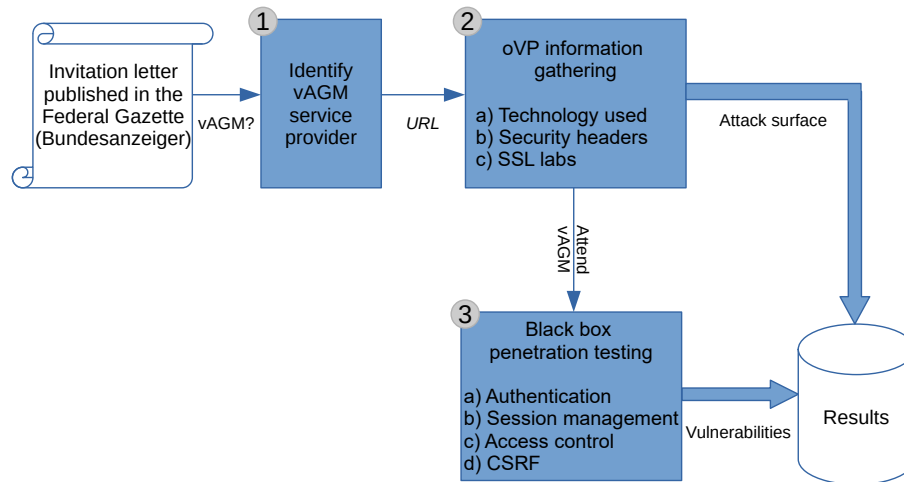 1
2
3
Invitation letter
published in the
Federal Gazette
(Bundesanzeiger)
vAGM?
Identify
vAGM
service
provider
URL
oVP information
gathering
a) Technology used
b) Security headers
c) SSL labs
Attack surface
Attend
vAGM
Black box
penetration testing
a) Authentication
b) Session management
c) Access control
d) CSRF
Vulnerabilities
Results